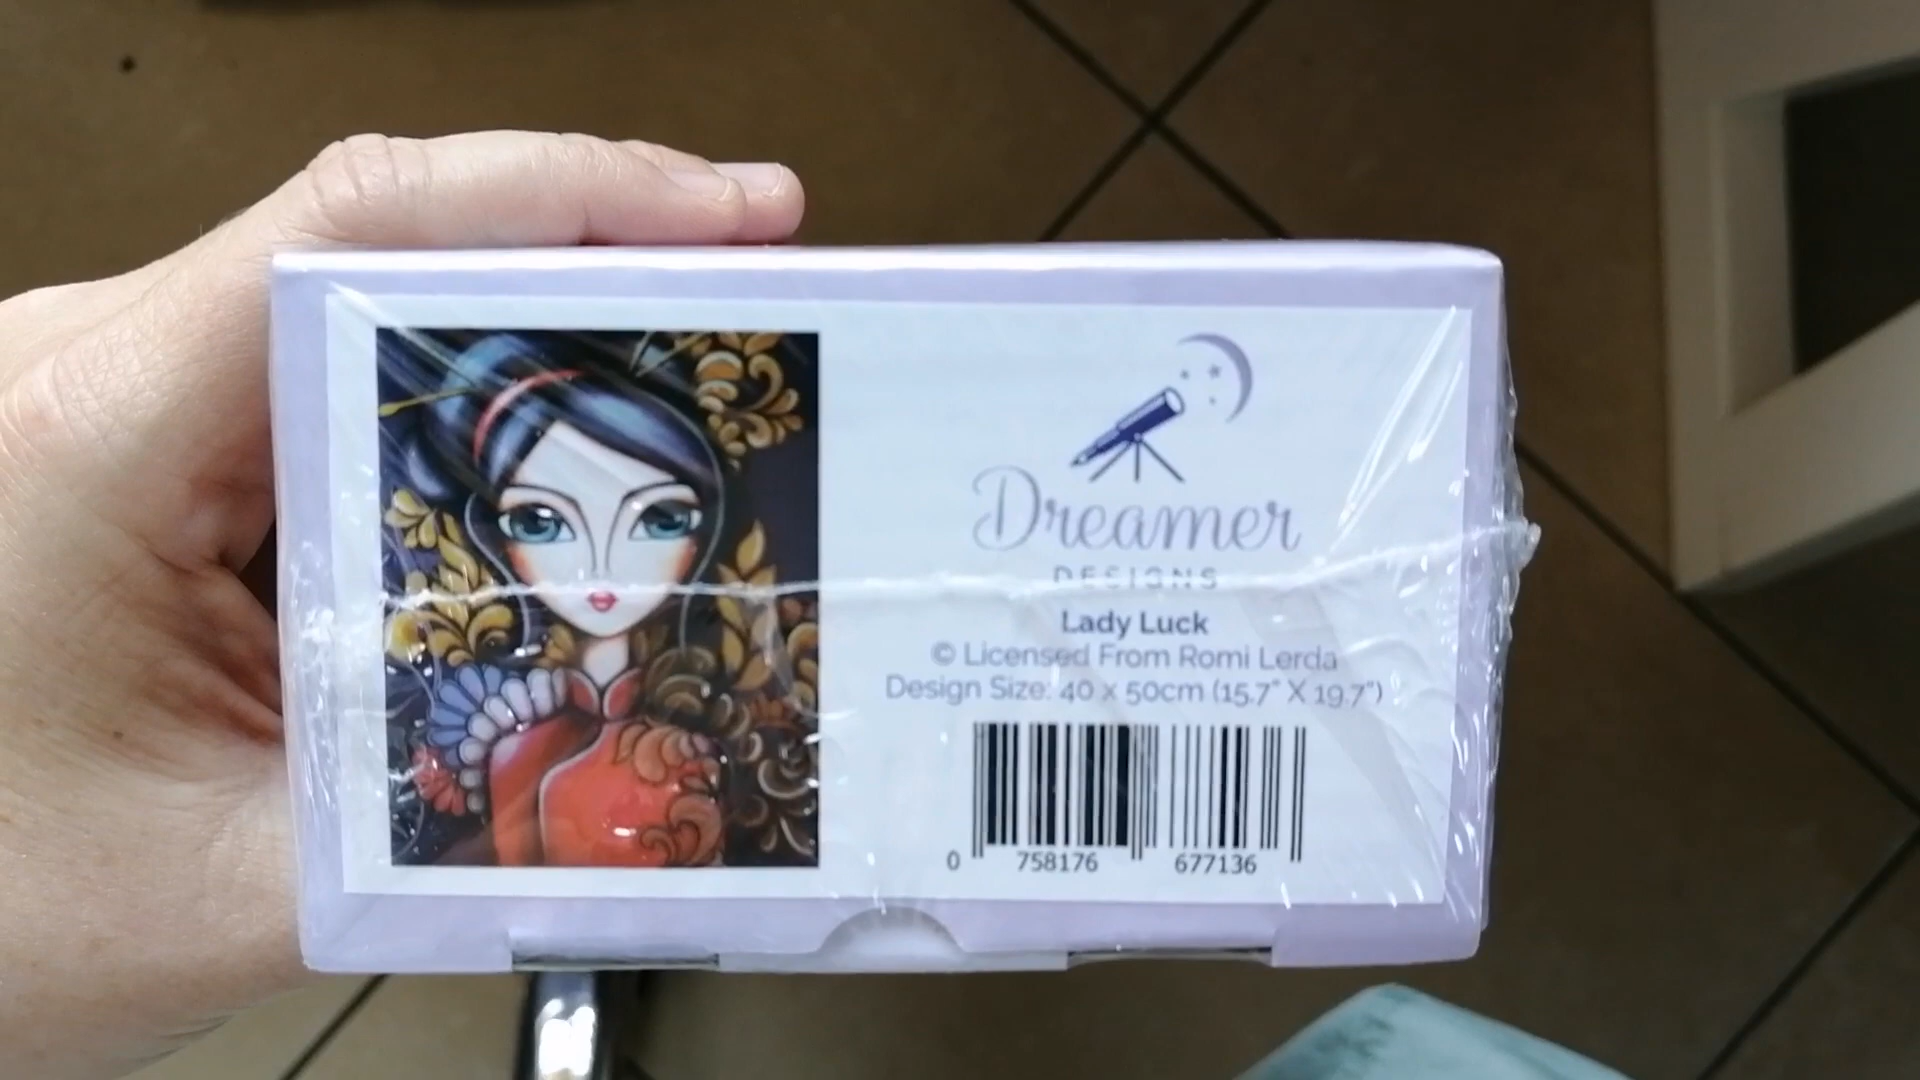 Dreamer
DESIGNS
Lady Luck
© Licensed From Romi Lerda
Design Size: 40 x 50cm (15.7" X 19.7")
0 758176 677136